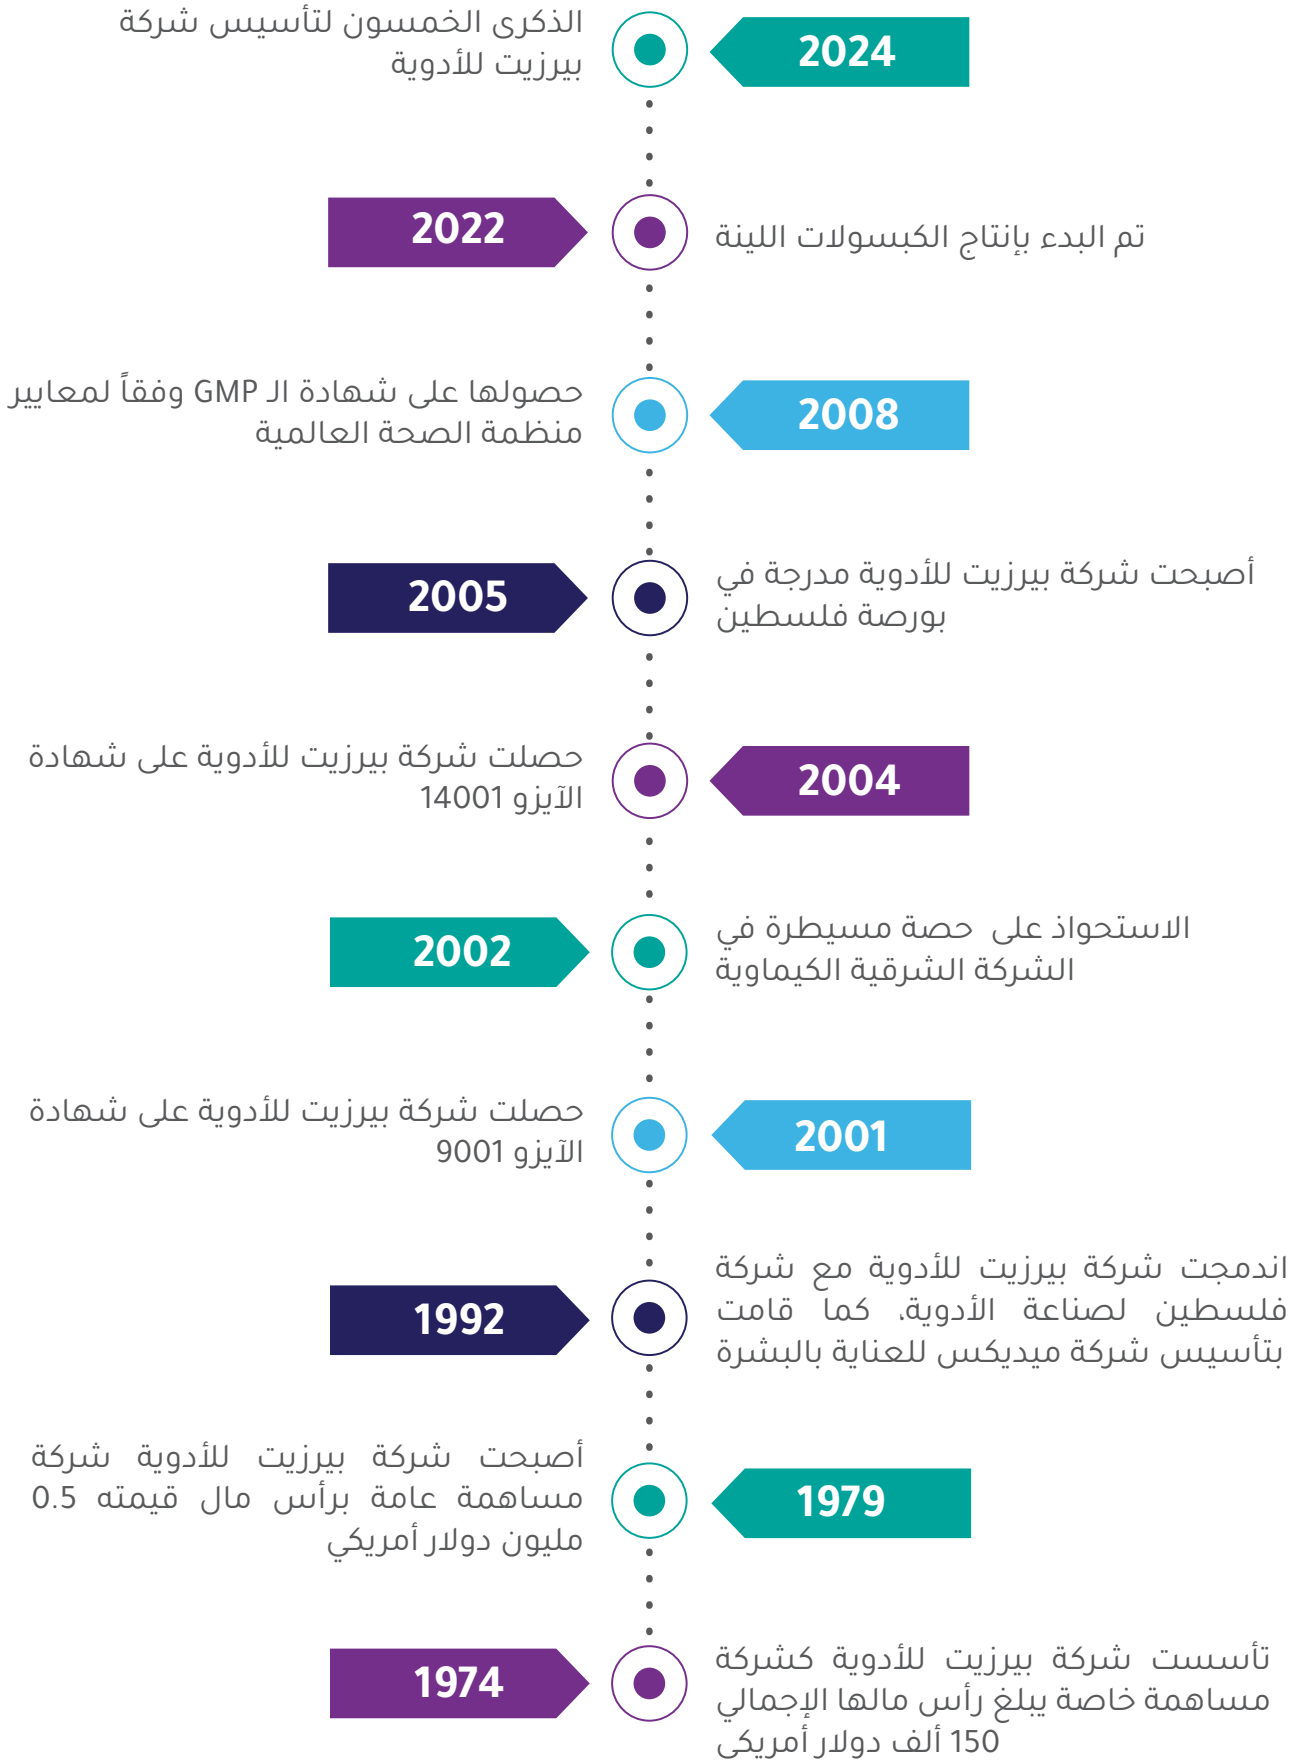 2024
الذكرى الخمسون لتأسيس شركة
بيرزيت للأدوية
2022
تم البدء بإنتاج الكبسولات اللينة
2008
حصولها على شهادة الـ GMP وفقاً لمعايير
منظمة الصحة العالمية
2005
أصبحت شركة بيرزيت للأدوية مدرجة في
بورصة فلسطين
2004
حصلت شركة بيرزيت للأدوية على شهادة
الآيزو 14001
2002
الاستحواذ على حصة مسيطرة في
الشركة الشرقية الكيماوية
2001
حصلت شركة بيرزيت للأدوية على شهادة
الآيزو 9001
1992
اندمجت شركة بيرزيت للأدوية مع شركة
فلسطين لصناعة الأدوية، كما قامت
بتأسيس شركة ميديكس للعناية بالبشرة
1979
أصبحت شركة بيرزيت للأدوية شركة
مساهمة عامة برأس مال قيمته 0.5
مليون دولار أمريكي
1974
تأسست شركة بيرزيت للأدوية كشركة
مساهمة خاصة يبلغ رأس مالها الإجمالي
150 ألف دولار أمريكي